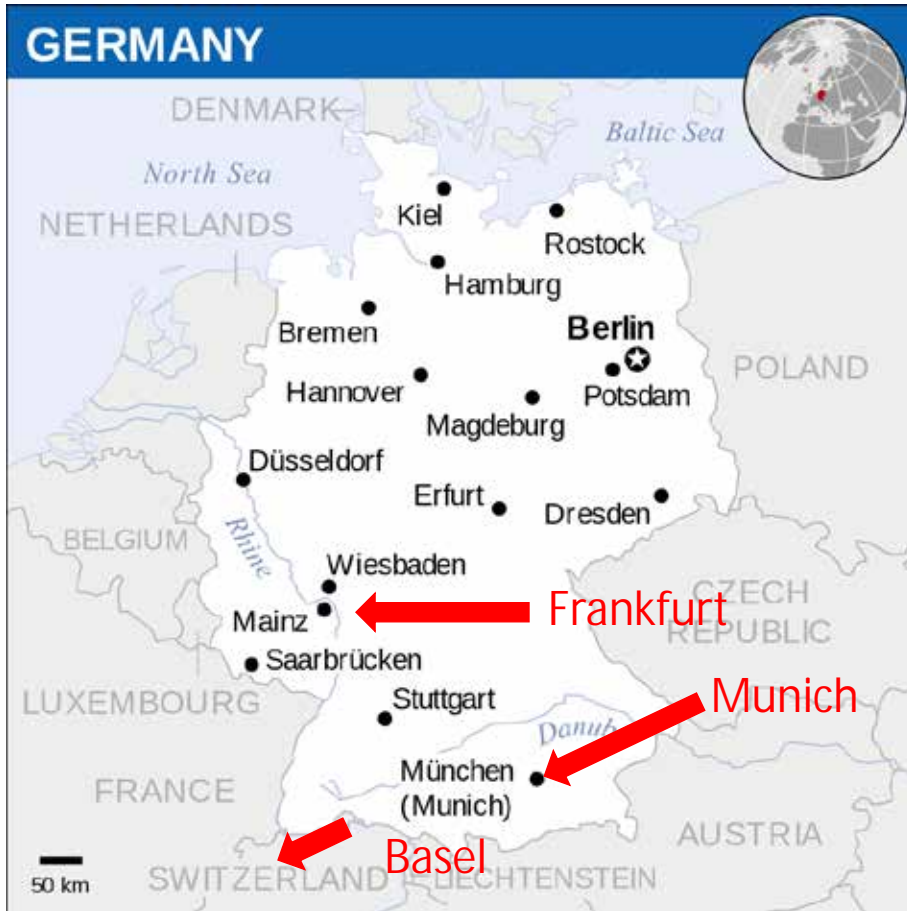 GERMANY
DENMARK
Baltic Sea
North Sea
Kiel
NETHERLANDS
Rostock
Hamburg
Bremen
Berlin
POLAND
Hannover
Potsdam
Magdeburg
Düsseldorf
Erfurt
Dresden
BELGIUM
Rhine
Wiesbaden
CZECH
REPUBLIC
Frankfurt
Mainz
Saarbrücken
LUXEMBOURG
Stuttgart
Munich
Danub
München
(Munich)
FRANCE
AUSTRIA
Basel
50 km
SWITZERLAND
LIECHTENSTEIN